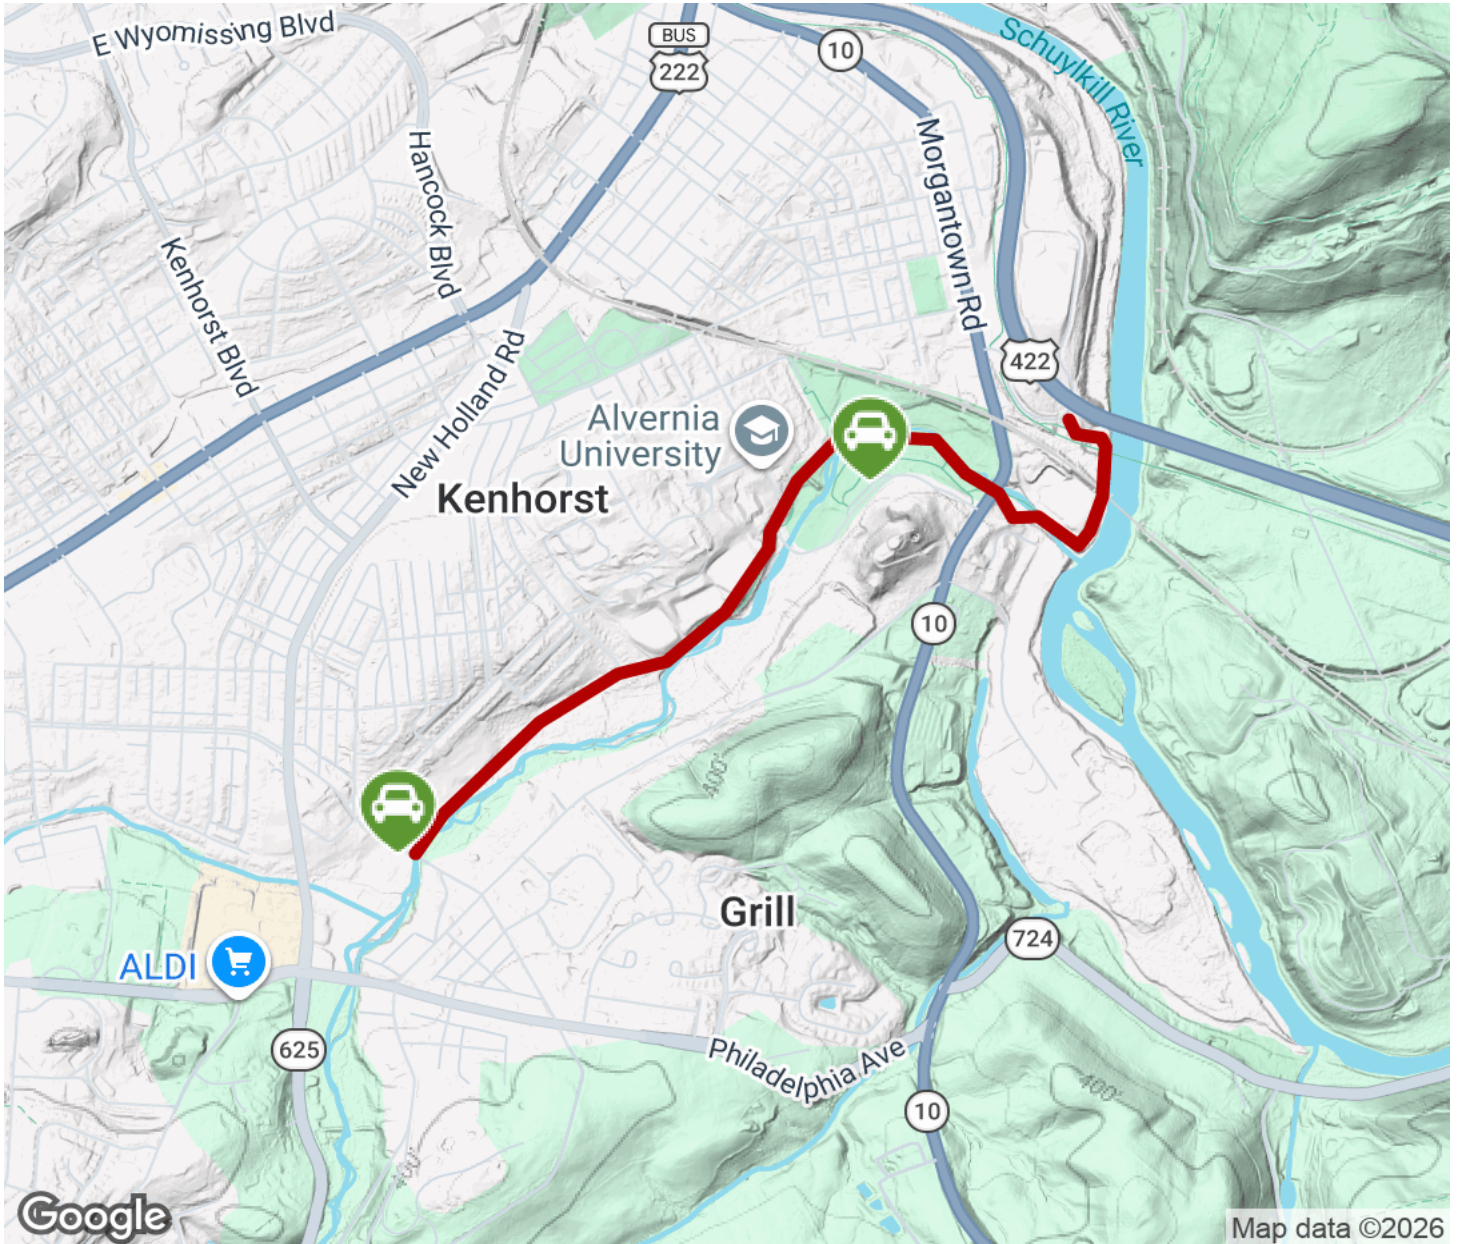 E Wyomissing Blvd
BUS
222
10
Schuylkill River
Hancock Blvd
Morgantown Rd
Kenhorst Blvd
New Holland Rd
422
Alvernia
University
Kenhorst
10
400'
Grill
ALDI
724
625
Philadelphia Ave
400'
10
400'
Google
Map data ©2026